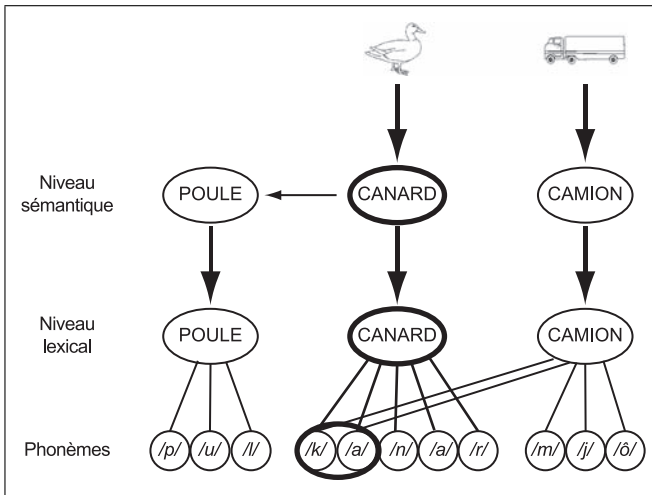 Niveau
sémantique
POULE
CANARD
CAMION
Niveau
lexical
POULE
CANARD
CAMION
Phonèmes
/p/ /u/ /l/ /k/ /a/ /n/ /a/ /r/ /m/ /j/ /ô/